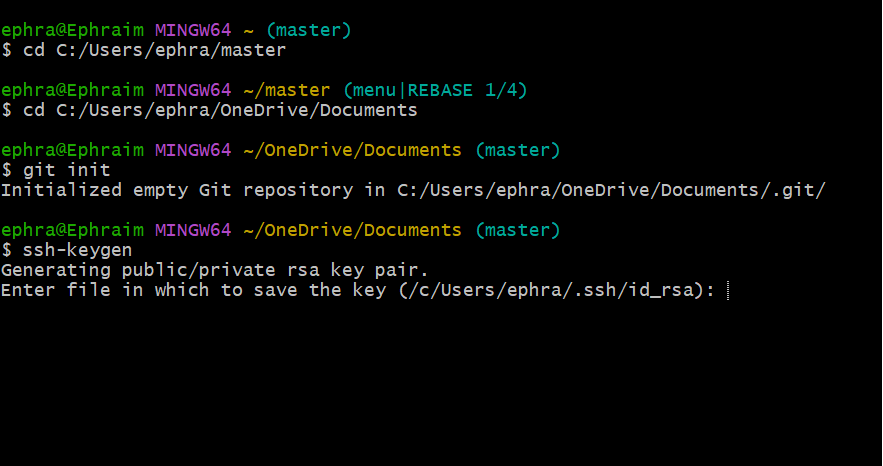 ephra@Ephraim MINGW64 ~ (master)
$ cd C:/Users/ephra/master
ephra@Ephraim MINGW64 ~/master (menu|REBASE 1/4)
$ cd C:/Users/ephra/OneDrive/Documents
ephra@Ephraim MINGW64 ~/OneDrive/Documents (master)
$ git init
Initialized empty Git repository in C:/Users/ephra/OneDrive/Documents/.git/
ephra@Ephraim MINGW64 ~/OneDrive/Documents (master)
$ ssh-keygen
Generating public/private rsa key pair.
Enter file in which to save the key (/c/Users/ephra/.ssh/id_rsa):